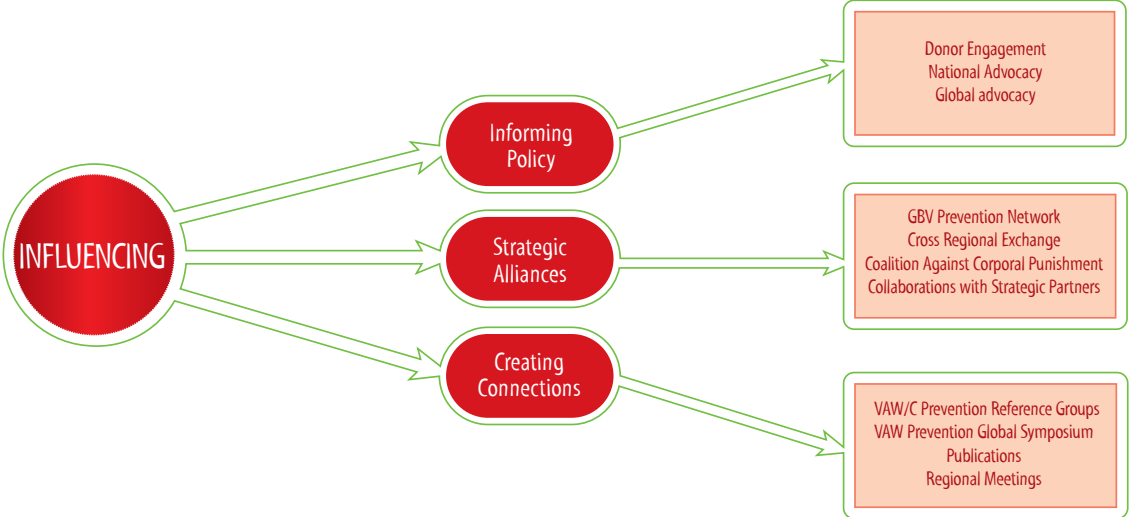 INFLUENCING
Informing
Policy
Donor Engagement
National Advocacy
Global advocacy
Strategic
Alliances
GBV Prevention Network
Cross Regional Exchange
Coalition Against Corporal Punishment
Collaborations with Strategic Partners
Creating
Connections
VAW/C Prevention Reference Groups
VAW Prevention Global Symposium
Publications
Regional Meetings